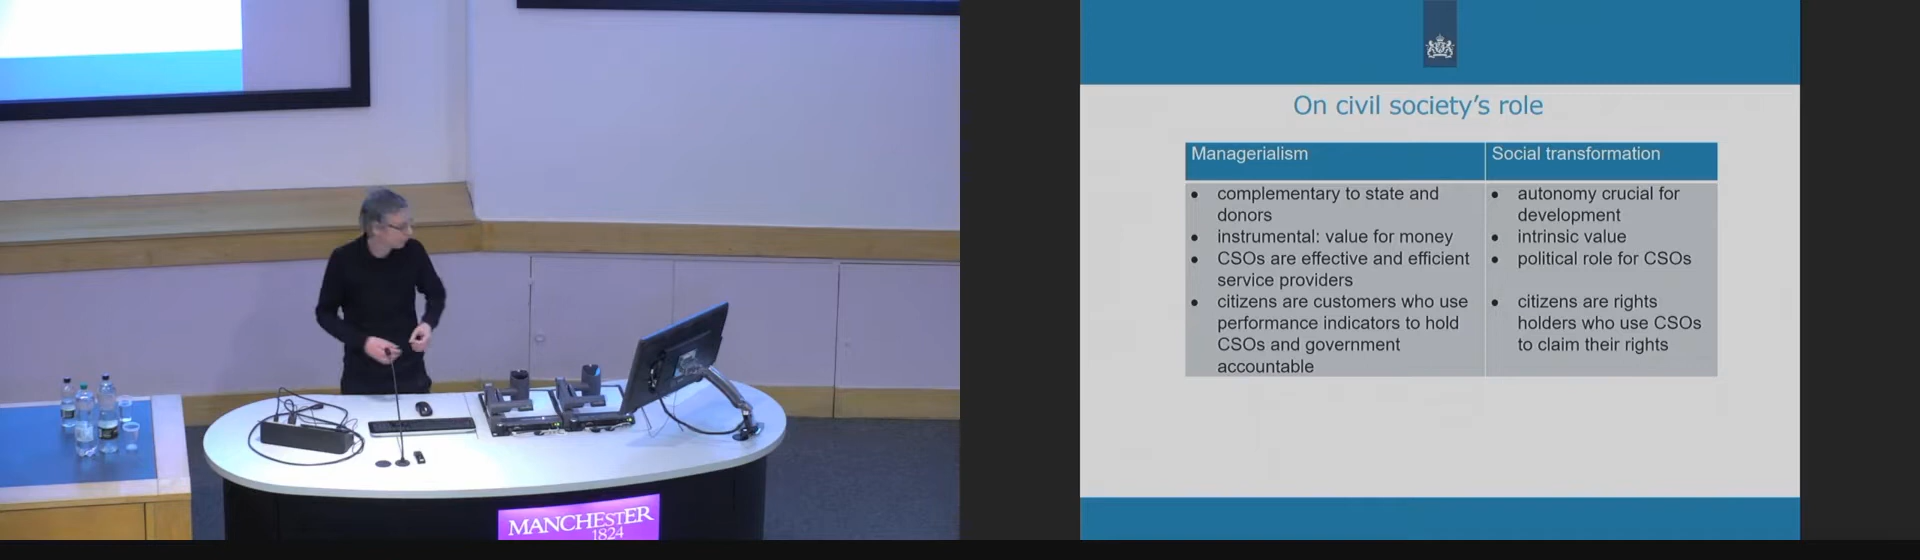 MANCHESTER
1824
On civil society's role
Managerialism
• complementary to state and
donors
• instrumental: value for money
• CSOs are effective and efficient
service providers
• citizens are customers who use
performance indicators to hold
CSOs and government
accountable
Social transformation
• autonomy crucial for
development
• intrinsic value
• political role for CSOs
• citizens are rights
holders who use CSOs
to claim their rights